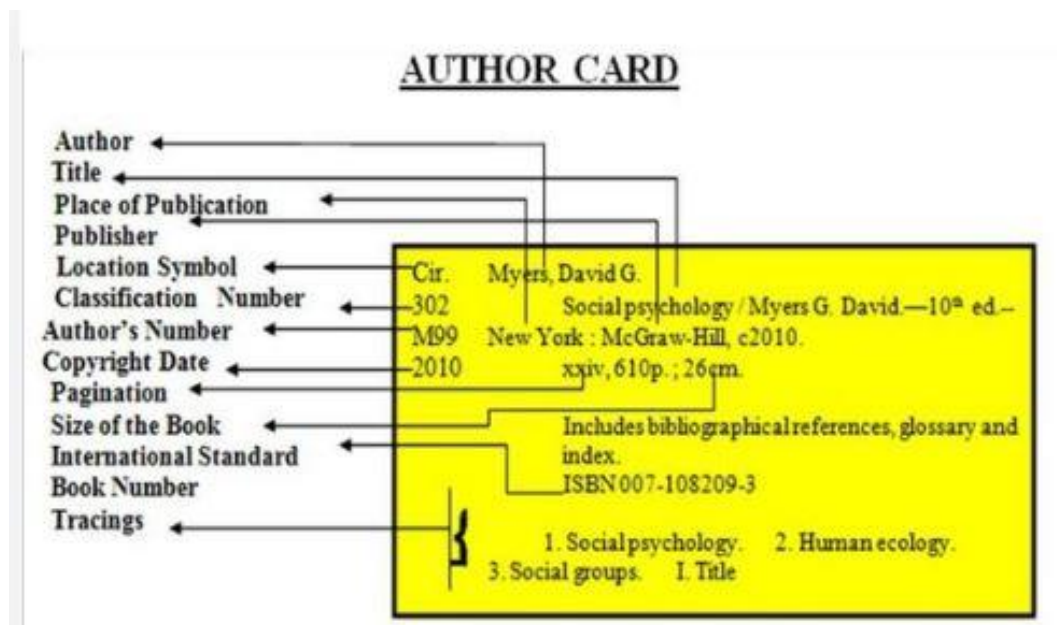 AUTHOR CARD
Author
Title
Place of Publication
Publisher
Location Symbol
Classification Number
Author's Number
Copyright Date
Pagination
Size of the Book
International Standard
Book Number
Tracings
Cir. Myers, David G.
302 Social psychology / Myers G. David.—10th ed.--
M99 New York : McGraw-Hill, c2010.
2010 xxiv, 610p. ; 26cm.
Includes bibliographical references, glossary and
index.
ISBN 007-108209-3
1. Social psychology. 2. Human ecology.
3. Social groups. I. Title